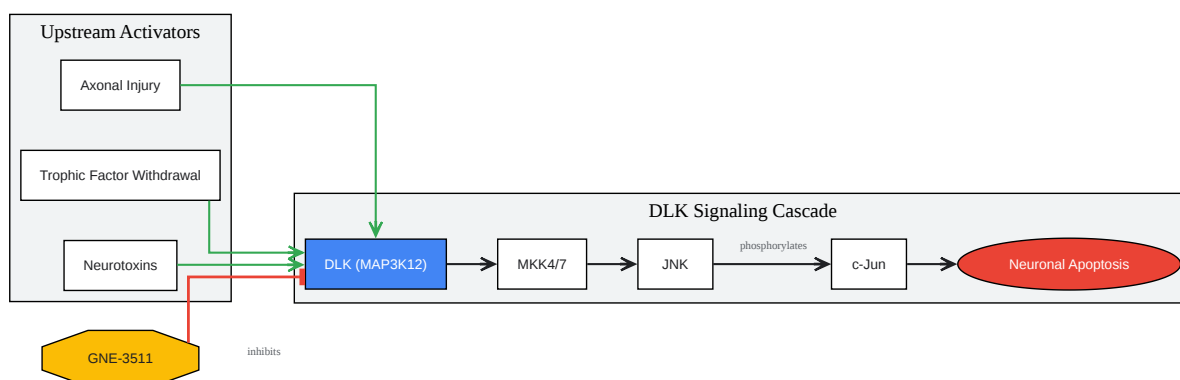 Upstream Activators
Axonal Injury
Trophic Factor Withdrawal
Neurotoxins
DLK Signaling Cascade
DLK (MAP3K12)
MKK4/7
JNK
phosphorylates
c-Jun
Neuronal Apoptosis
GNE-3511
inhibits